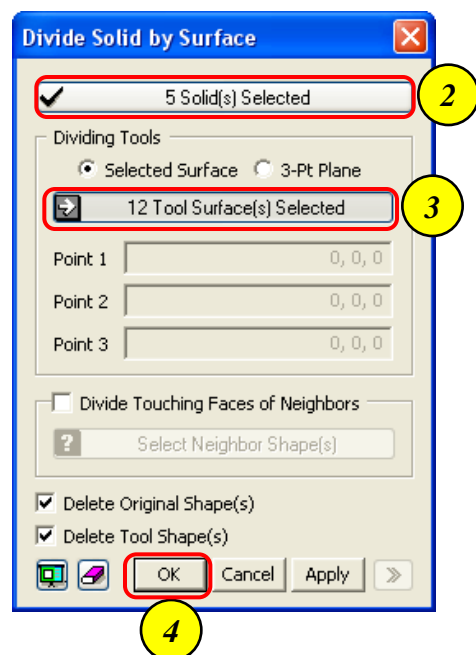 Divide Solid by Surface
5 Solid(s) Selected
2
Dividing Tools
Selected Surface 3-Pt Plane
12 Tool Surface(s) Selected
3
Point 1 0, 0, 0
Point 2 0, 0, 0
Point 3 0, 0, 0
Divide Touching Faces of Neighbors
? Select Neighbor Shape(s)
Delete Original Shape(s)
Delete Tool Shape(s)
OK Cancel Apply >>
4